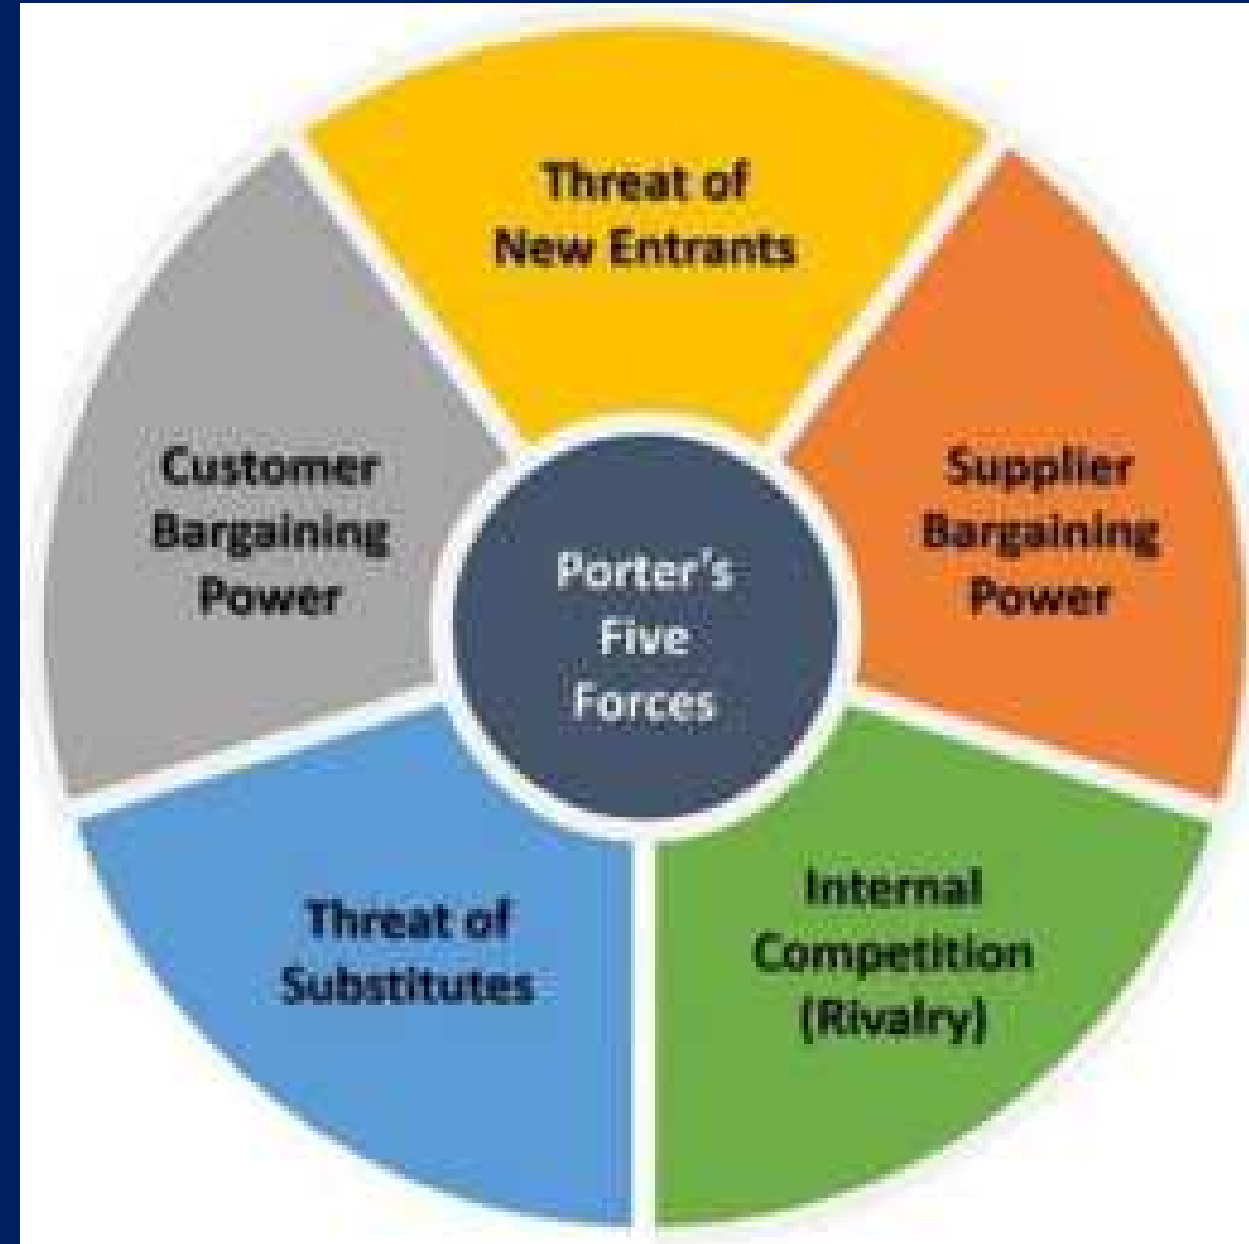 Threat of
New Entrants
Customer
Bargaining
Power
Supplier
Bargaining
Power
Porter's
Five
Forces
Threat of
Substitutes
Internal
Competition
(Rivalry)